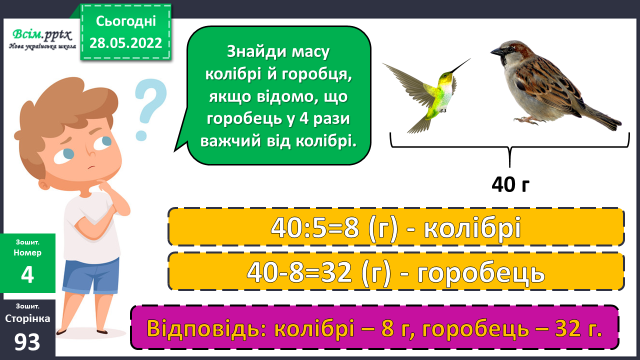 Всім.pptx
Нова українська школа
Сьогодні
28.05.2022
Знайди масу
колібрі й горобця,
якщо відомо, що
горобець у 4 рази
важчий від колібрі.
40 г
40:5=8 (г) - колібрі
40-8=32 (г) - горобець
Зошит.
Номер
4
Зошит.
Сторінка
93
Відповідь: колібрі – 8 г, горобець – 32 г.